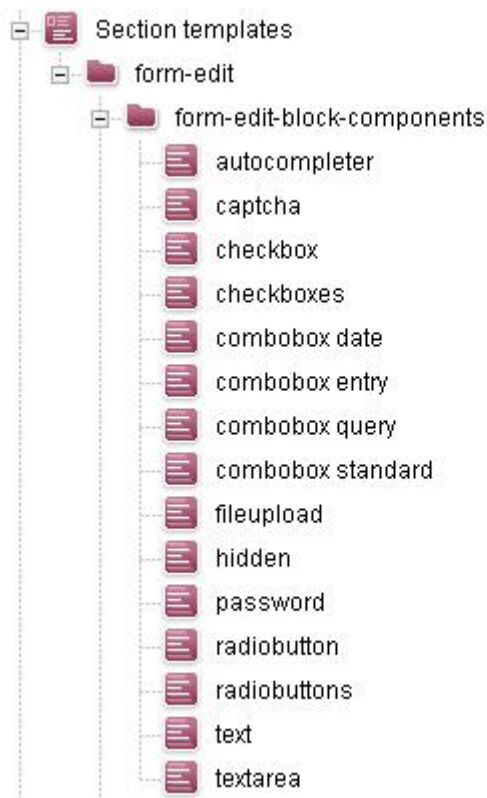 Section templates
form-edit
form-edit-block-components
autocompleter
captcha
checkbox
checkboxes
combobox date
combobox entry
combobox query
combobox standard
fileupload
hidden
password
radiobutton
radiobuttons
text
textarea